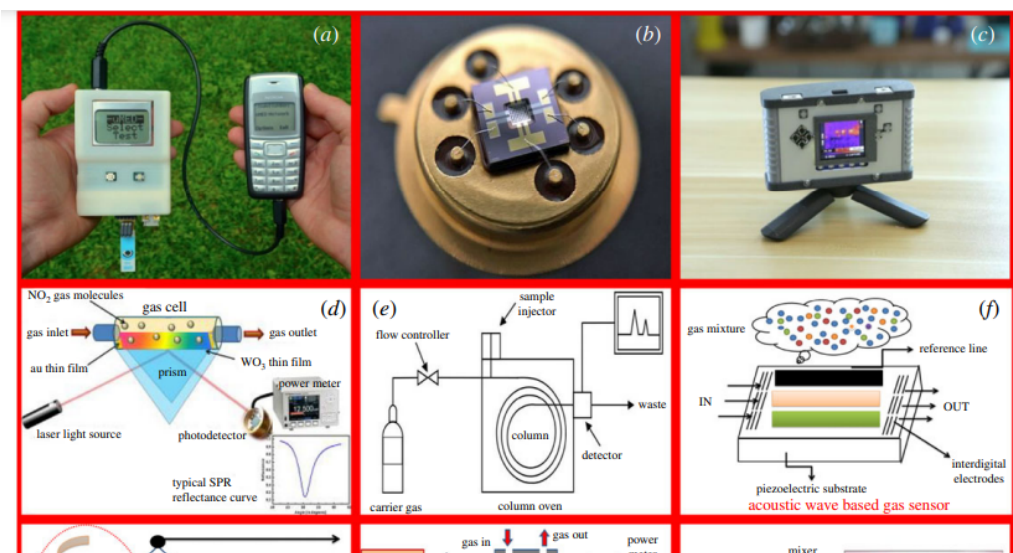 (a)
(b)
(c)
Select
Test
NO2 gas molecules
gas cell
(d)
gas inlet
gas outlet
au thin film
WO3 thin film
prism
power meter
12.500
laser light source
photodetector
typical SPR
reflectance curve
(e)
sample
injector
flow controller
waste
column
detector
carrier gas
column oven
(f)
gas mixture
reference line
IN
OUT
interdigital
electrodes
piezoelectric substrate
acoustic wave based gas sensor
gas in
gas out
power
mixer